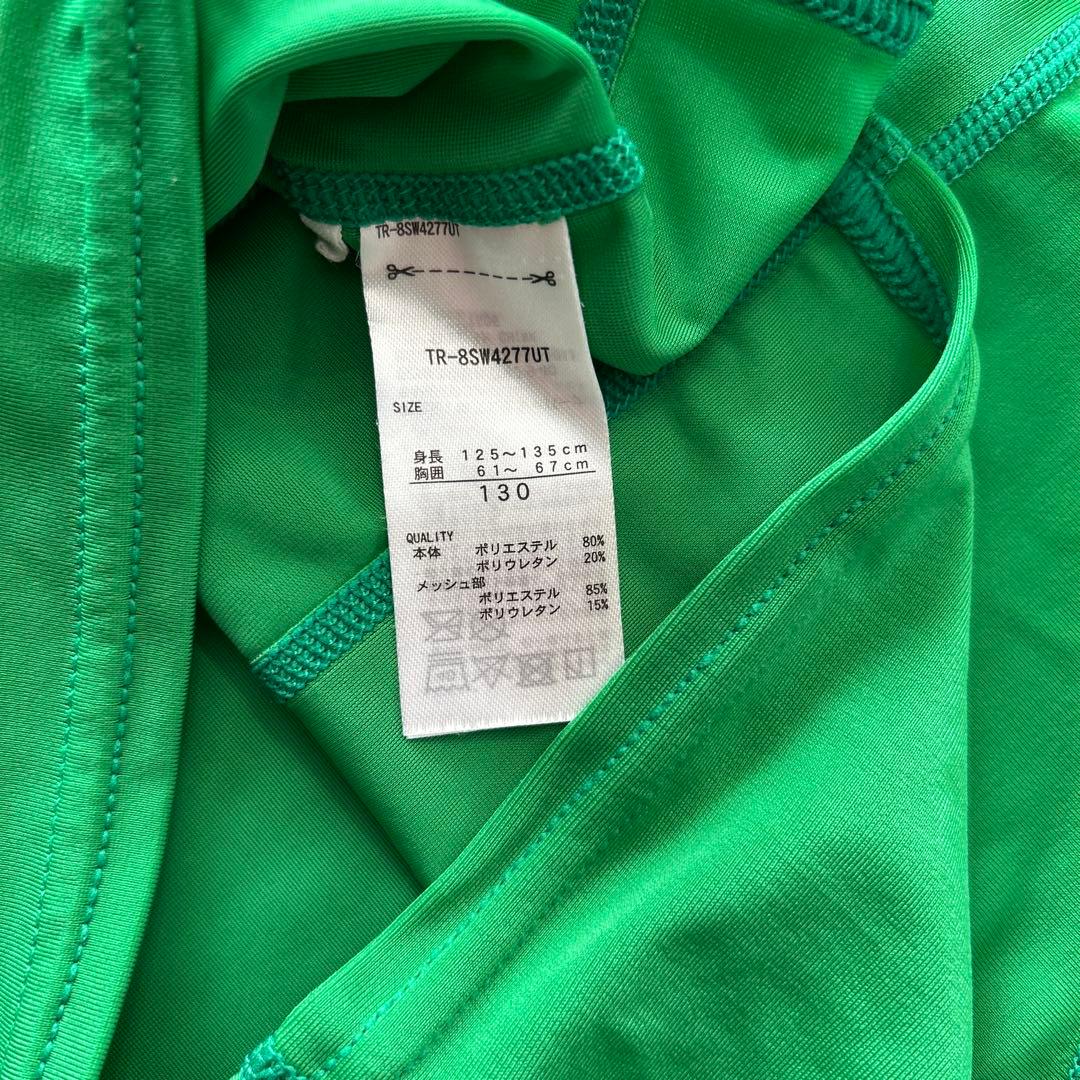 TR-8SW4277UT
TR-8SW4277UT
SIZE
身長 125～135cm
胸囲 61～ 67cm
130
QUALITY
本体 ポリエステル 80%
ポリウレタン 20%
メッシュ部
ポリエステル 85%
ポリウレタン 15%